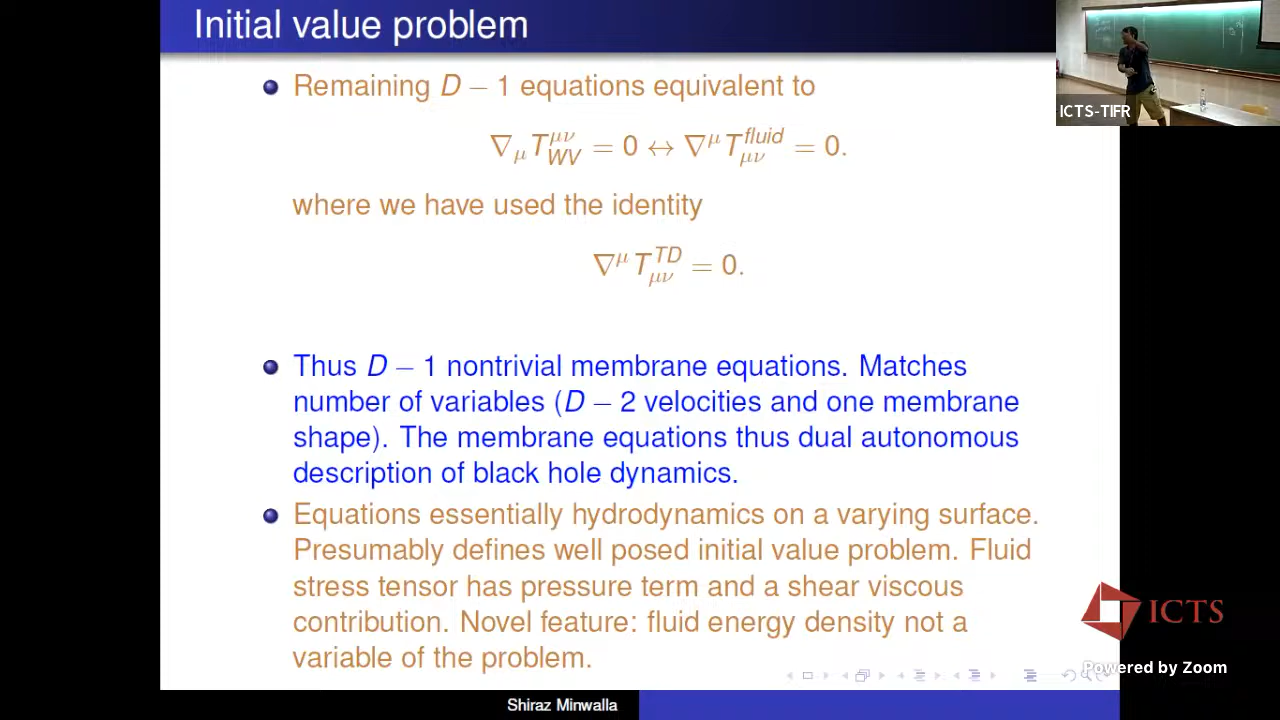 Initial value problem
Remaining D − 1 equations equivalent to
∇_μ T^{μν}_{WV} = 0 ↔ ∇^μ T^{fluid}_{μν} = 0.
where we have used the identity
∇^μ T^{TD}_{μν} = 0.
Thus D − 1 nontrivial membrane equations. Matches
number of variables (D − 2 velocities and one membrane
shape). The membrane equations thus dual autonomous
description of black hole dynamics.
Equations essentially hydrodynamics on a varying surface.
Presumably defines well posed initial value problem. Fluid
stress tensor has pressure term and a shear viscous
contribution. Novel feature: fluid energy density not a
variable of the problem.
Shiraz Minwalla
ICTS-TIFR
ICTS
Powered by Zoom